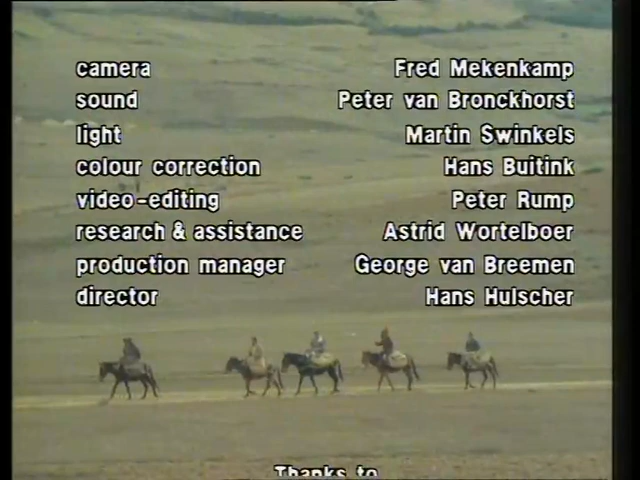 camera Fred Mekenkamp
sound Peter van Bronckhorst
light Martin Swinkels
colour correction Hans Buitink
video-editing Peter Rump
research & assistance Astrid Wortelboer
production manager George van Breemen
director Hans Hulscher
Thanks to